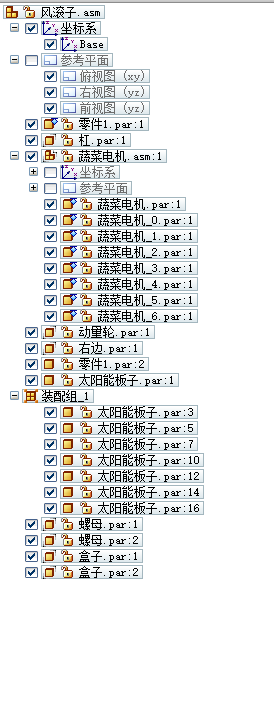 风滚子.asm
坐标系
Base
参考平面
俯视图 (xy)
右视图 (yz)
前视图 (yz)
零件1.par:1
杠.par:1
蔬菜电机.asm:1
坐标系
参考平面
蔬菜电机.par:1
蔬菜电机_0.par:1
蔬菜电机_1.par:1
蔬菜电机_2.par:1
蔬菜电机_3.par:1
蔬菜电机_4.par:1
蔬菜电机_5.par:1
蔬菜电机_6.par:1
动量轮.par:1
右边.par:1
零件1.par:2
太阳能板子.par:1
装配组_1
太阳能板子.par:3
太阳能板子.par:5
太阳能板子.par:7
太阳能板子.par:10
太阳能板子.par:12
太阳能板子.par:14
太阳能板子.par:16
螺母.par:1
螺母.par:2
盒子.par:1
盒子.par:2